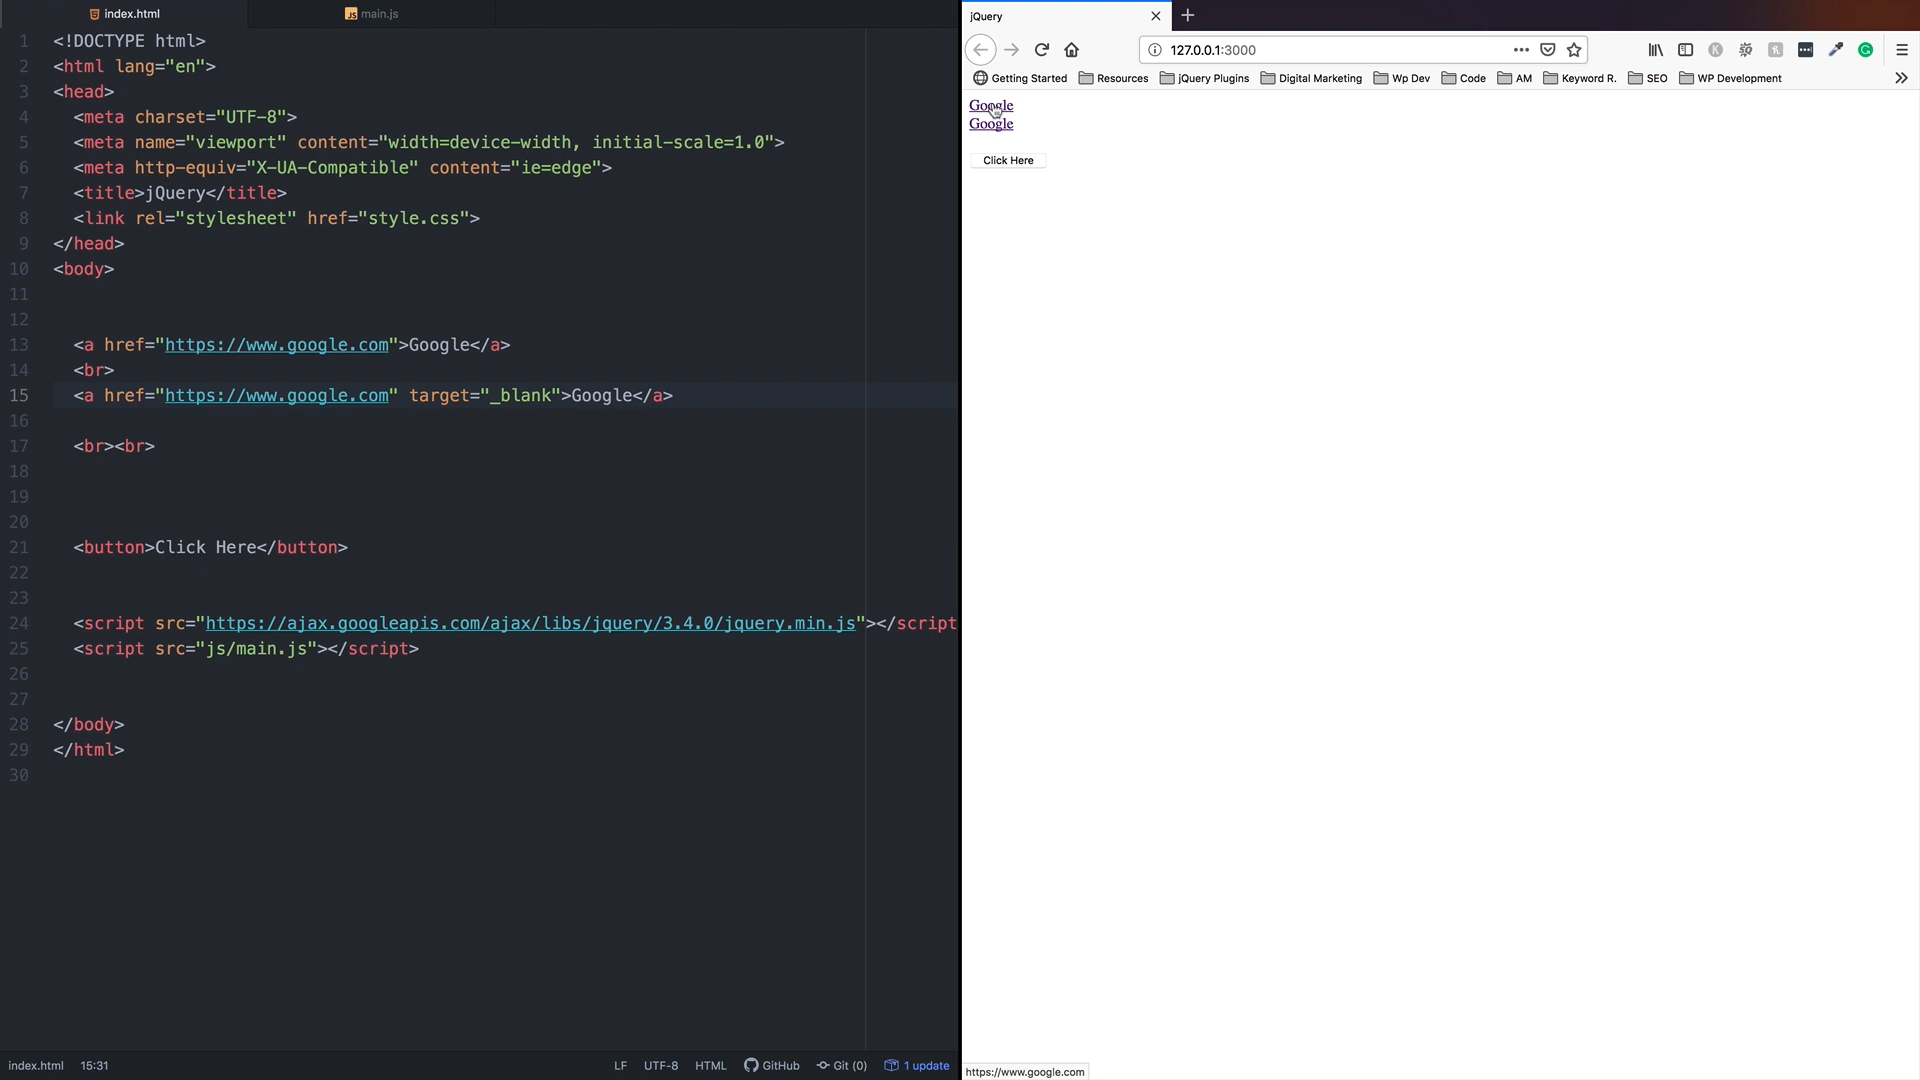 index.html
main.js
1 <!DOCTYPE html>
2 <html lang="en">
3 <head>
4 <meta charset="UTF-8">
5 <meta name="viewport" content="width=device-width, initial-scale=1.0">
6 <meta http-equiv="X-UA-Compatible" content="ie=edge">
7 <title>jQuery</title>
8 <link rel="stylesheet" href="style.css">
9 </head>
10 <body>
11
12
13 <a href="https://www.google.com">Google</a>
14 <br>
15 <a href="https://www.google.com" target="_blank">Google</a>
16
17 <br><br>
18
19
20
21 <button>Click Here</button>
22
23
24 <script src="https://ajax.googleapis.com/ajax/libs/jquery/3.4.0/jquery.min.js"></script
25 <script src="js/main.js"></script>
26
27
28 </body>
29 </html>
30
index.html 15:31 LF UTF-8 HTML GitHub Git (0) 1 update
jQuery
127.0.0.1:3000
Getting Started Resources jQuery Plugins Digital Marketing Wp Dev Code AM Keyword R. SEO WP Development
Google
Google
Click Here
https://www.google.com